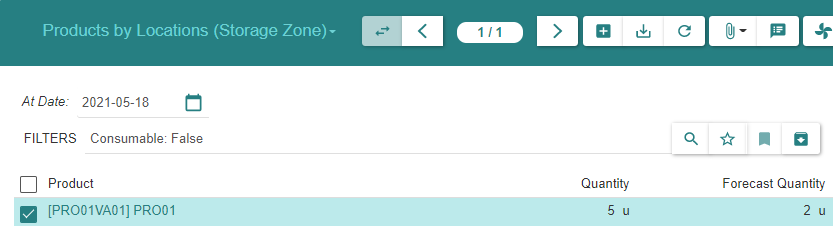 Products by Locations (Storage Zone)
1 / 1
At Date: 2021-05-18
FILTERS Consumable: False
Product Quantity Forecast Quantity
[PRO01VA01] PRO01 5 u 2 u